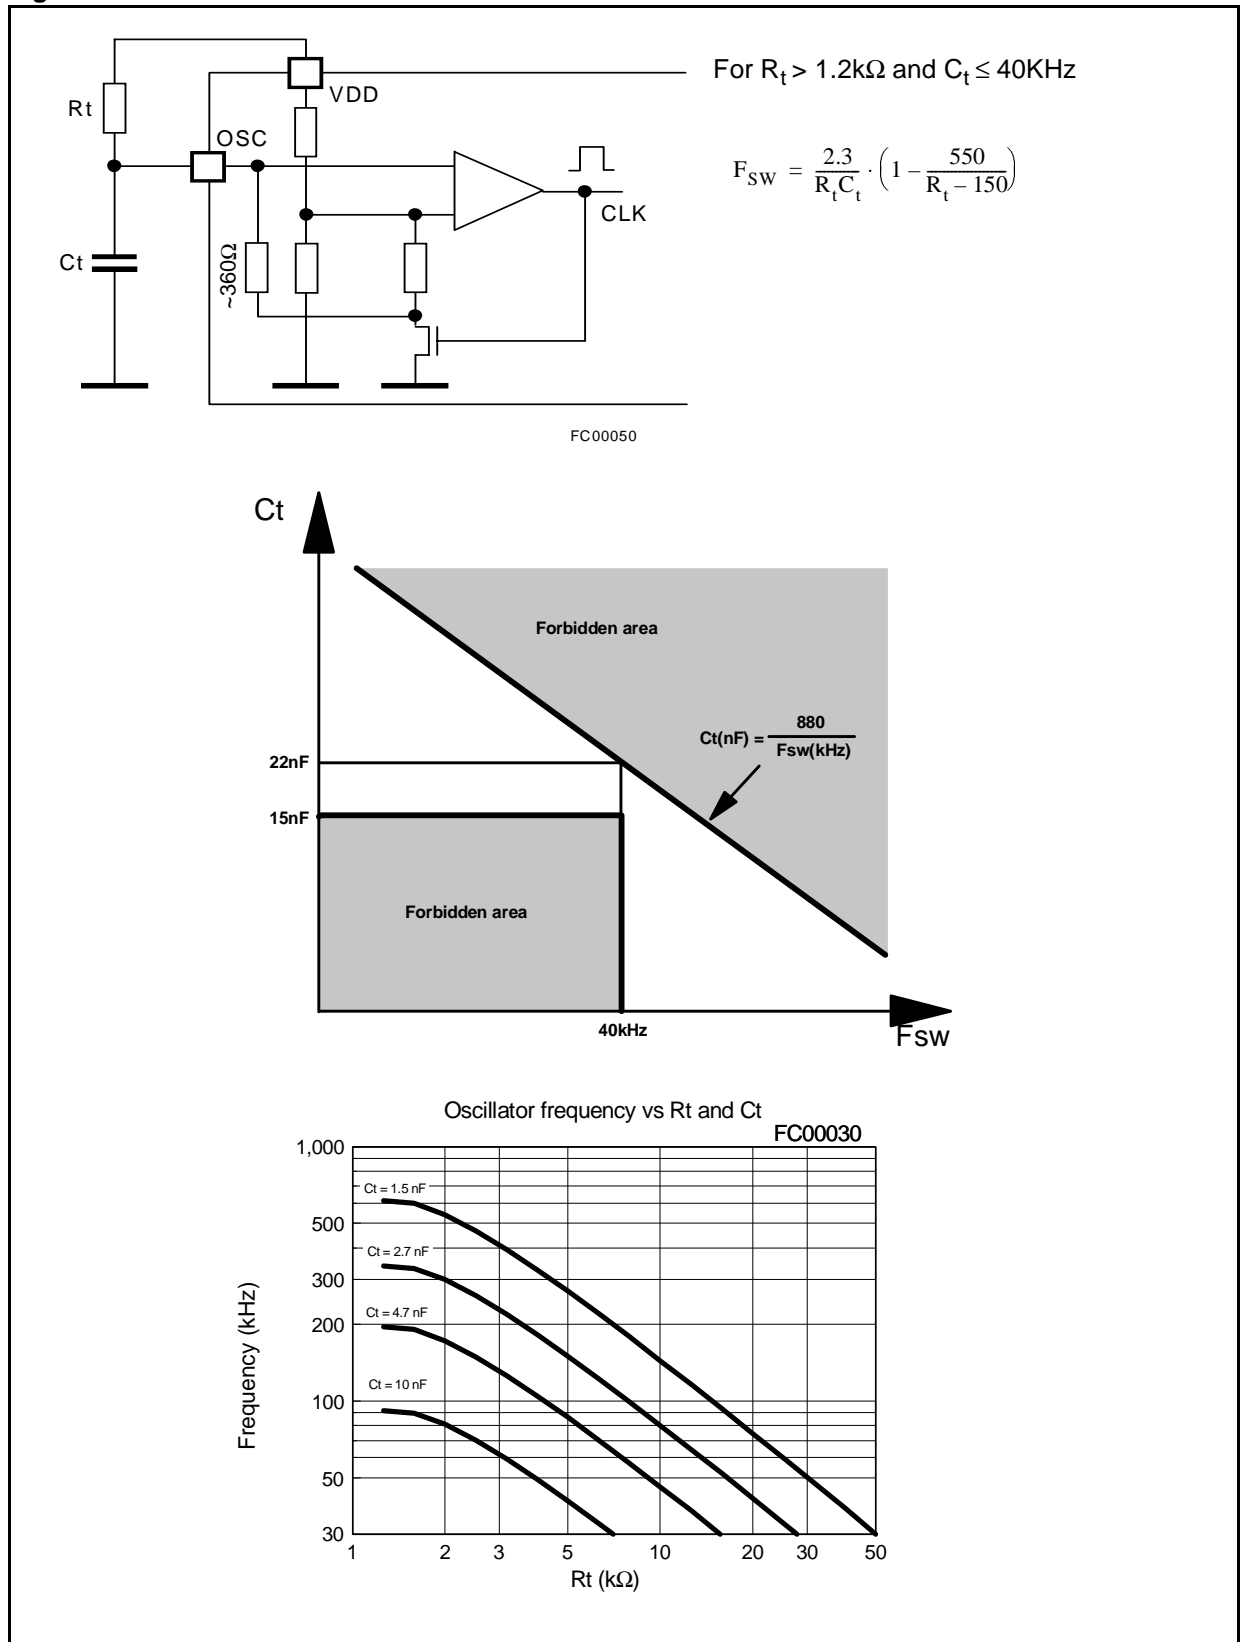 For Rt > 1.2kΩ and Ct ≤ 40KHz
VDD
Rt
OSC
FSW = 2.3 / RtCt · (1 − 550 / Rt − 150)
CLK
Ct
~360Ω
FC00050
Ct
Forbidden area
Ct(nF) = 880 / Fsw(kHz)
22nF
15nF
Forbidden area
40kHz
Fsw
Oscillator frequency vs Rt and Ct
FC00030
1,000
Ct = 1.5 nF
500
Ct = 2.7 nF
300
Ct = 4.7 nF
200
Ct = 10 nF
100
50
30
Frequency (kHz)
1 2 3 5 10 20 30 50
Rt (kΩ)